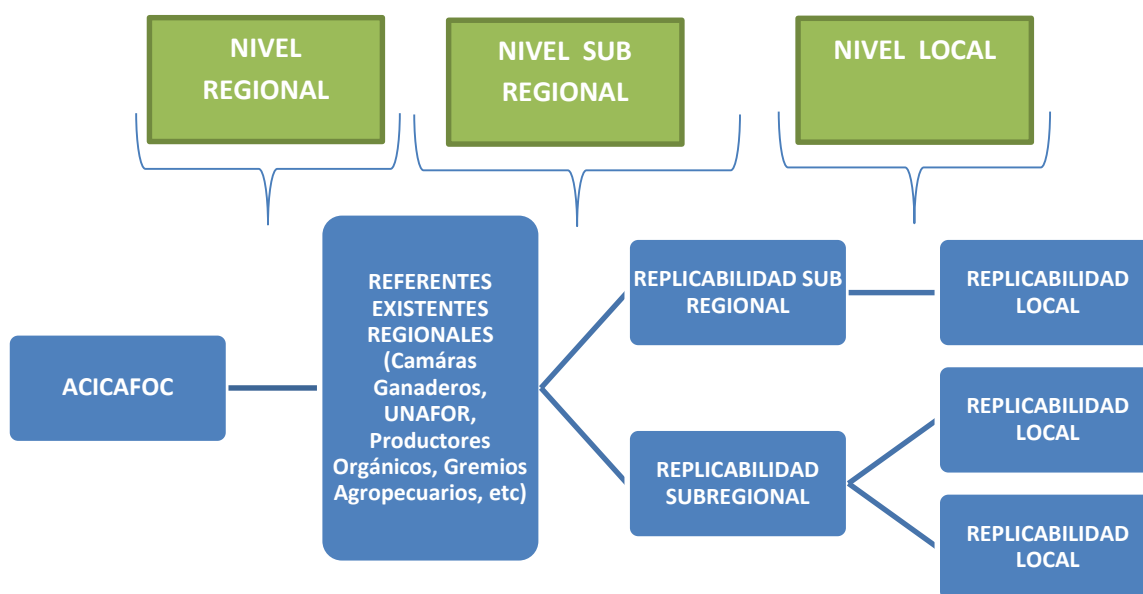 NIVEL
REGIONAL
NIVEL SUB
REGIONAL
NIVEL LOCAL
ACICAFOC
REFERENTES
EXISTENTES
REGIONALES
(Camáras
Ganaderos,
UNAFOR,
Productores
Orgánicos, Gremios
Agropecuarios, etc)
REPLICABILIDAD SUB
REGIONAL
REPLICABILIDAD
LOCAL
REPLICABILIDAD
SUBREGIONAL
REPLICABILIDAD
LOCAL
REPLICABILIDAD
LOCAL